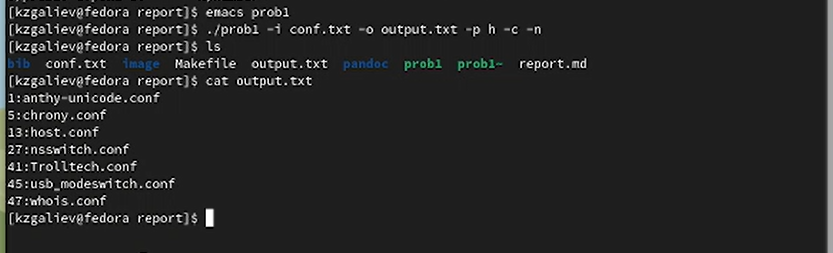 [kzgaliev@fedora report]$ emacs prob1
[kzgaliev@fedora report]$ ./prob1 -i conf.txt -o output.txt -p h -c -n
[kzgaliev@fedora report]$ ls
bib conf.txt image Makefile output.txt pandoc prob1 prob1~ report.md
[kzgaliev@fedora report]$ cat output.txt
1:anthy-unicode.conf
5:chrony.conf
13:host.conf
27:nsswitch.conf
41:Trolltech.conf
45:usb_modeswitch.conf
47:whois.conf
[kzgaliev@fedora report]$